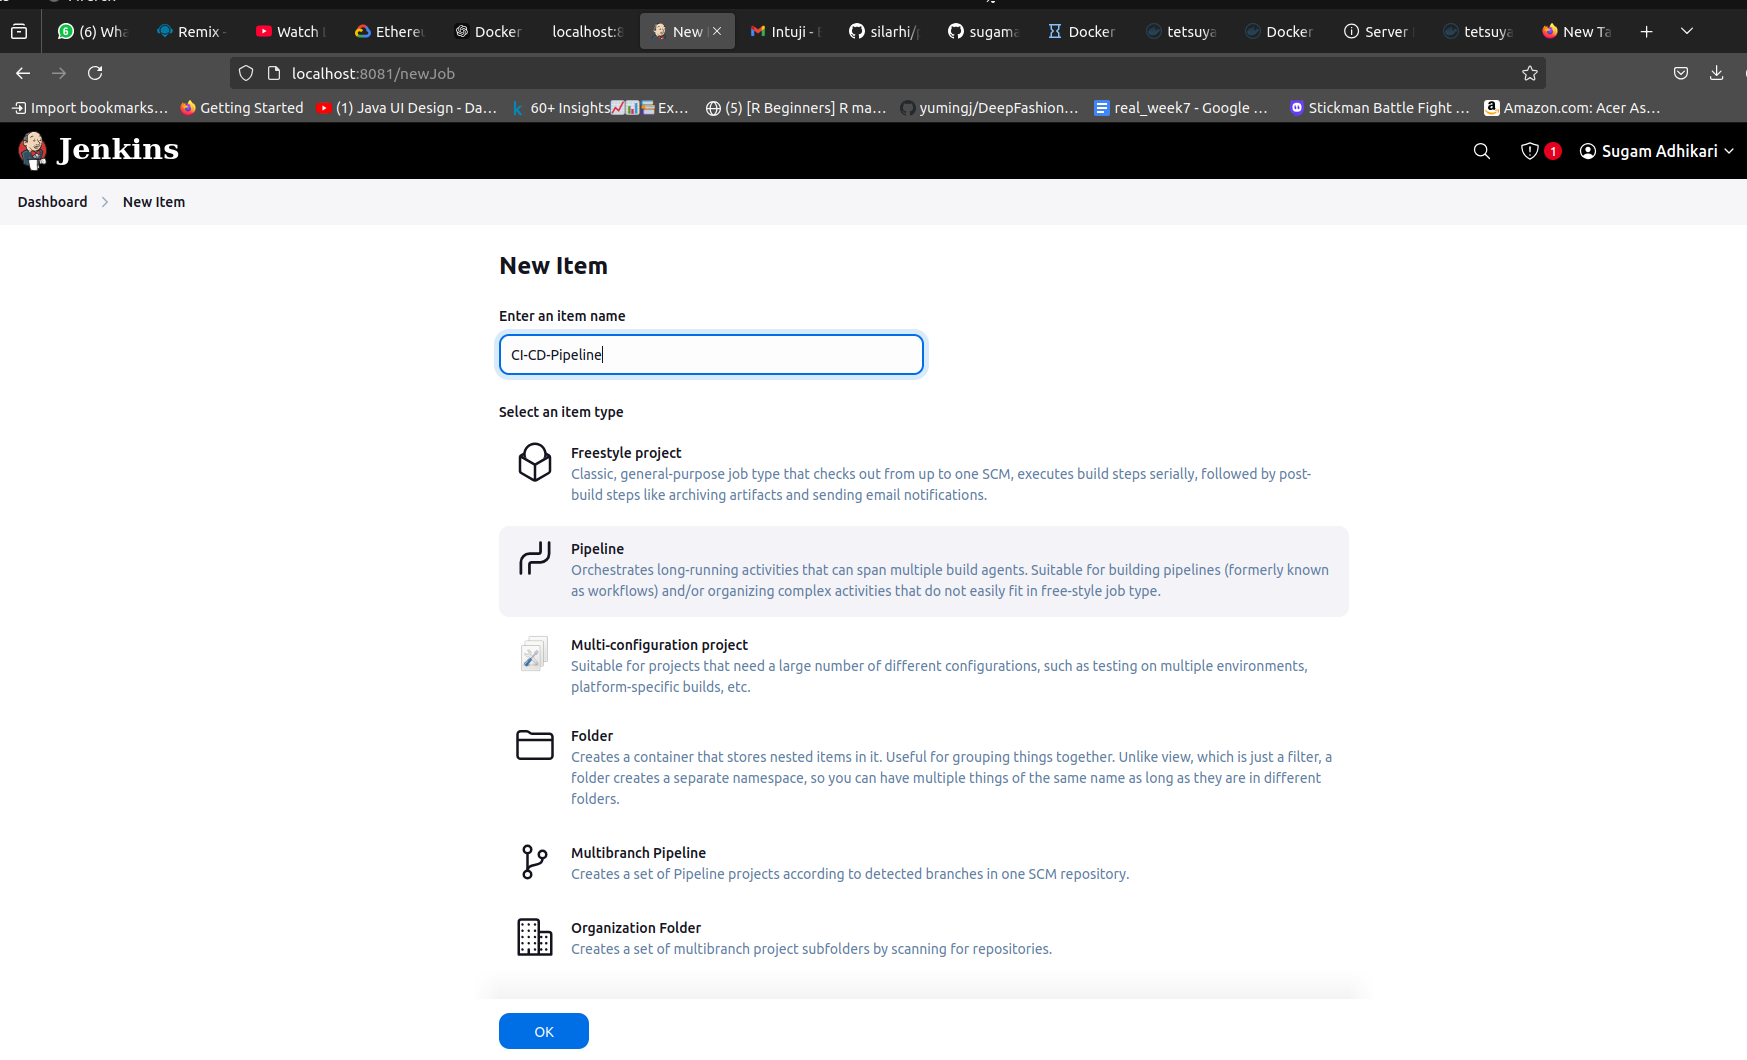 (6) Wha
Remix -
Watch
Ethereu
Docker
localhost:8
New
Intuji -
silarhi/
sugama
Docker
tetsuya
Docker
Server
tetsuya
New Ta
localhost:8081/newJob
Import bookmarks...
Getting Started
(1) Java UI Design - Da...
60+ Insights📈📊📚Ex...
(5) [R Beginners] R ma...
yumingj/DeepFashion...
real_week7 - Google ...
Stickman Battle Fight ...
Amazon.com: Acer As...
Jenkins
1
Sugam Adhikari
Dashboard
New Item
New Item
Enter an item name
CI-CD-Pipeline
Select an item type
Freestyle project
Classic, general-purpose job type that checks out from up to one SCM, executes build steps serially, followed by post-
build steps like archiving artifacts and sending email notifications.
Pipeline
Orchestrates long-running activities that can span multiple build agents. Suitable for building pipelines (formerly known
as workflows) and/or organizing complex activities that do not easily fit in free-style job type.
Multi-configuration project
Suitable for projects that need a large number of different configurations, such as testing on multiple environments,
platform-specific builds, etc.
Folder
Creates a container that stores nested items in it. Useful for grouping things together. Unlike view, which is just a filter, a
folder creates a separate namespace, so you can have multiple things of the same name as long as they are in different
folders.
Multibranch Pipeline
Creates a set of Pipeline projects according to detected branches in one SCM repository.
Organization Folder
Creates a set of multibranch project subfolders by scanning for repositories.
OK